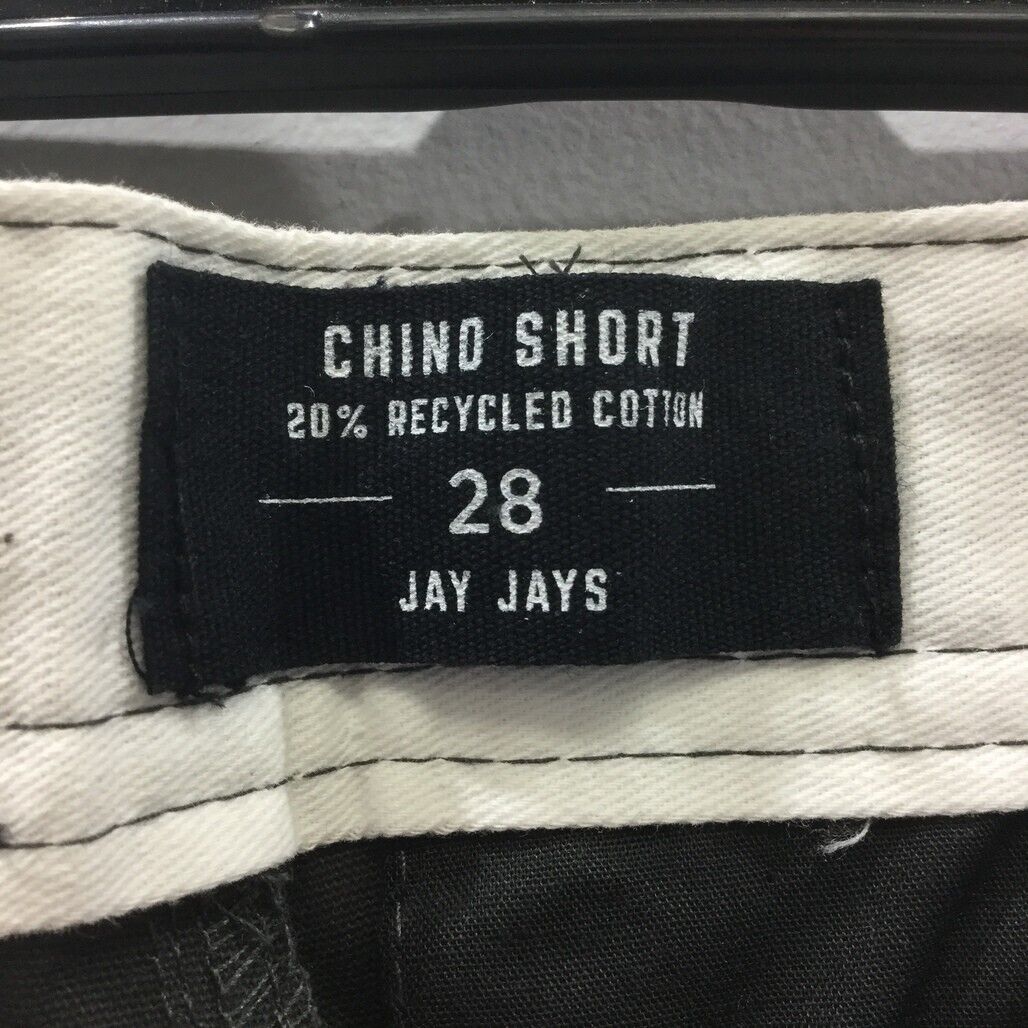 CHINO SHORT
20% RECYCLED COTTON
28
JAY JAYS